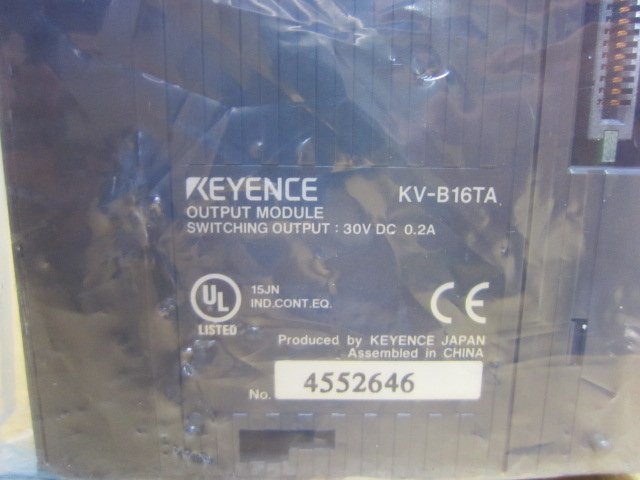 KEYENCE KV-B16TA
OUTPUT MODULE
SWITCHING OUTPUT : 30V DC 0.2A
UL
LISTED
15JN
IND.CONT.EQ.
CE
Produced by KEYENCE JAPAN
Assembled in CHINA
No. 4552646